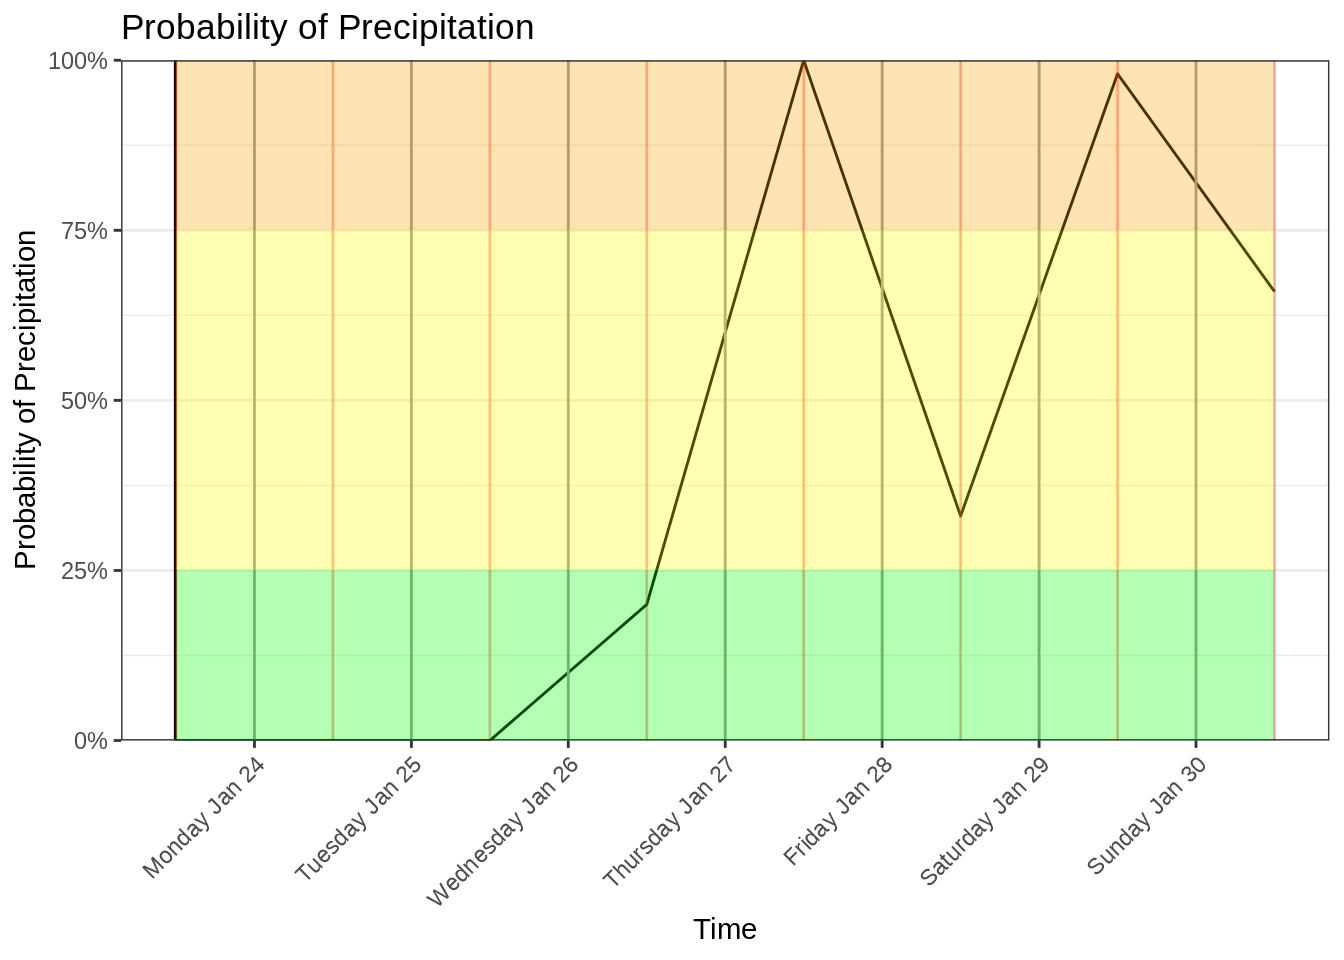 Probability of Precipitation
Probability of Precipitation
100%
75%
50%
25%
0%
Monday Jan 24
Tuesday Jan 25
Wednesday Jan 26
Thursday Jan 27
Friday Jan 28
Saturday Jan 29
Sunday Jan 30
Time